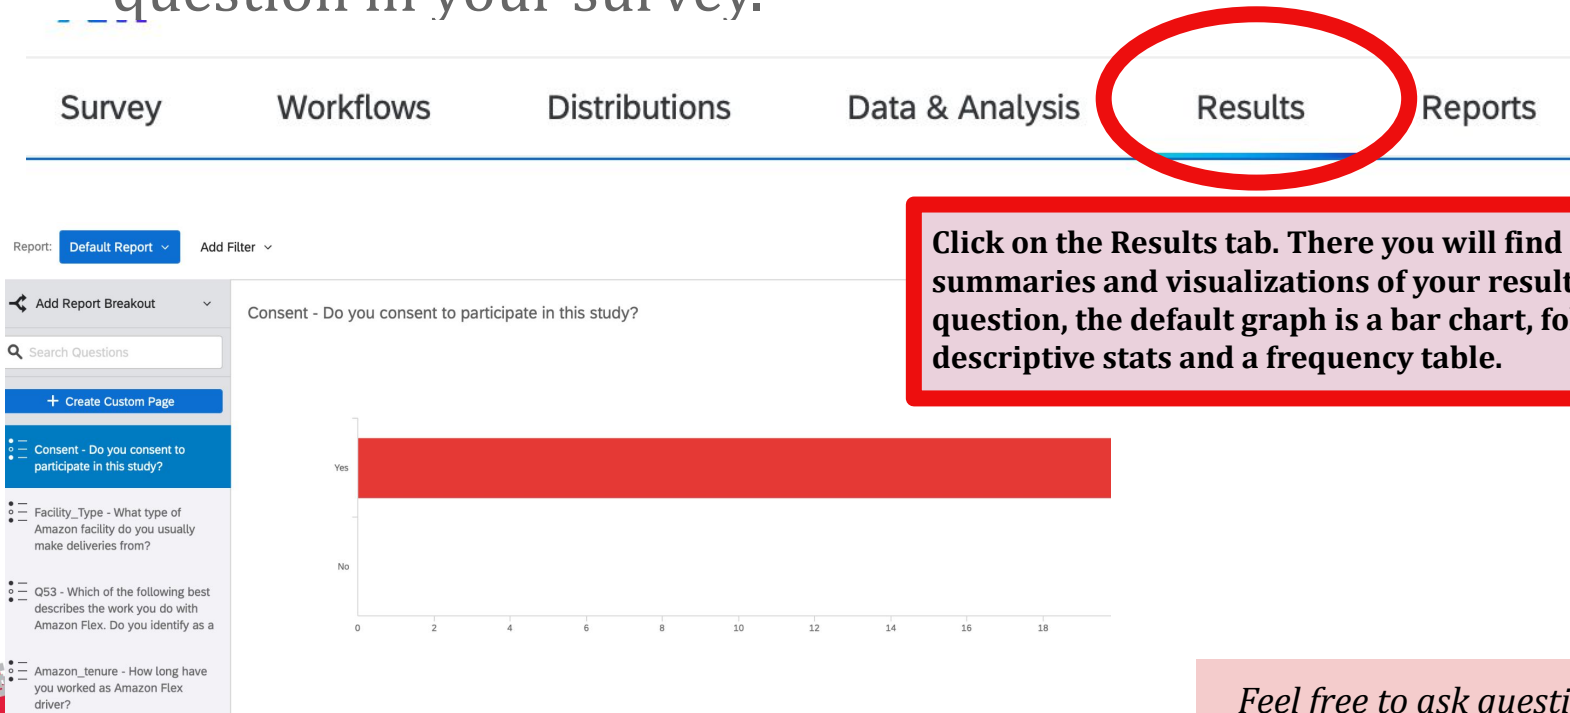 question in your survey.
Survey Workflows Distributions Data & Analysis Results Reports
Report: Default Report Add Filter
Click on the Results tab. There you will find
summaries and visualizations of your result
question, the default graph is a bar chart, fo
descriptive stats and a frequency table.
Add Report Breakout
Search Questions
+ Create Custom Page
Consent - Do you consent to
participate in this study?
Facility_Type - What type of
Amazon facility do you usually
make deliveries from?
Q53 - Which of the following best
describes the work you do with
Amazon Flex. Do you identify as a
Amazon_tenure - How long have
you worked as Amazon Flex
driver?
Consent - Do you consent to participate in this study?
Yes
No
0 2 4 6 8 10 12 14 16 18
Feel free to ask questi